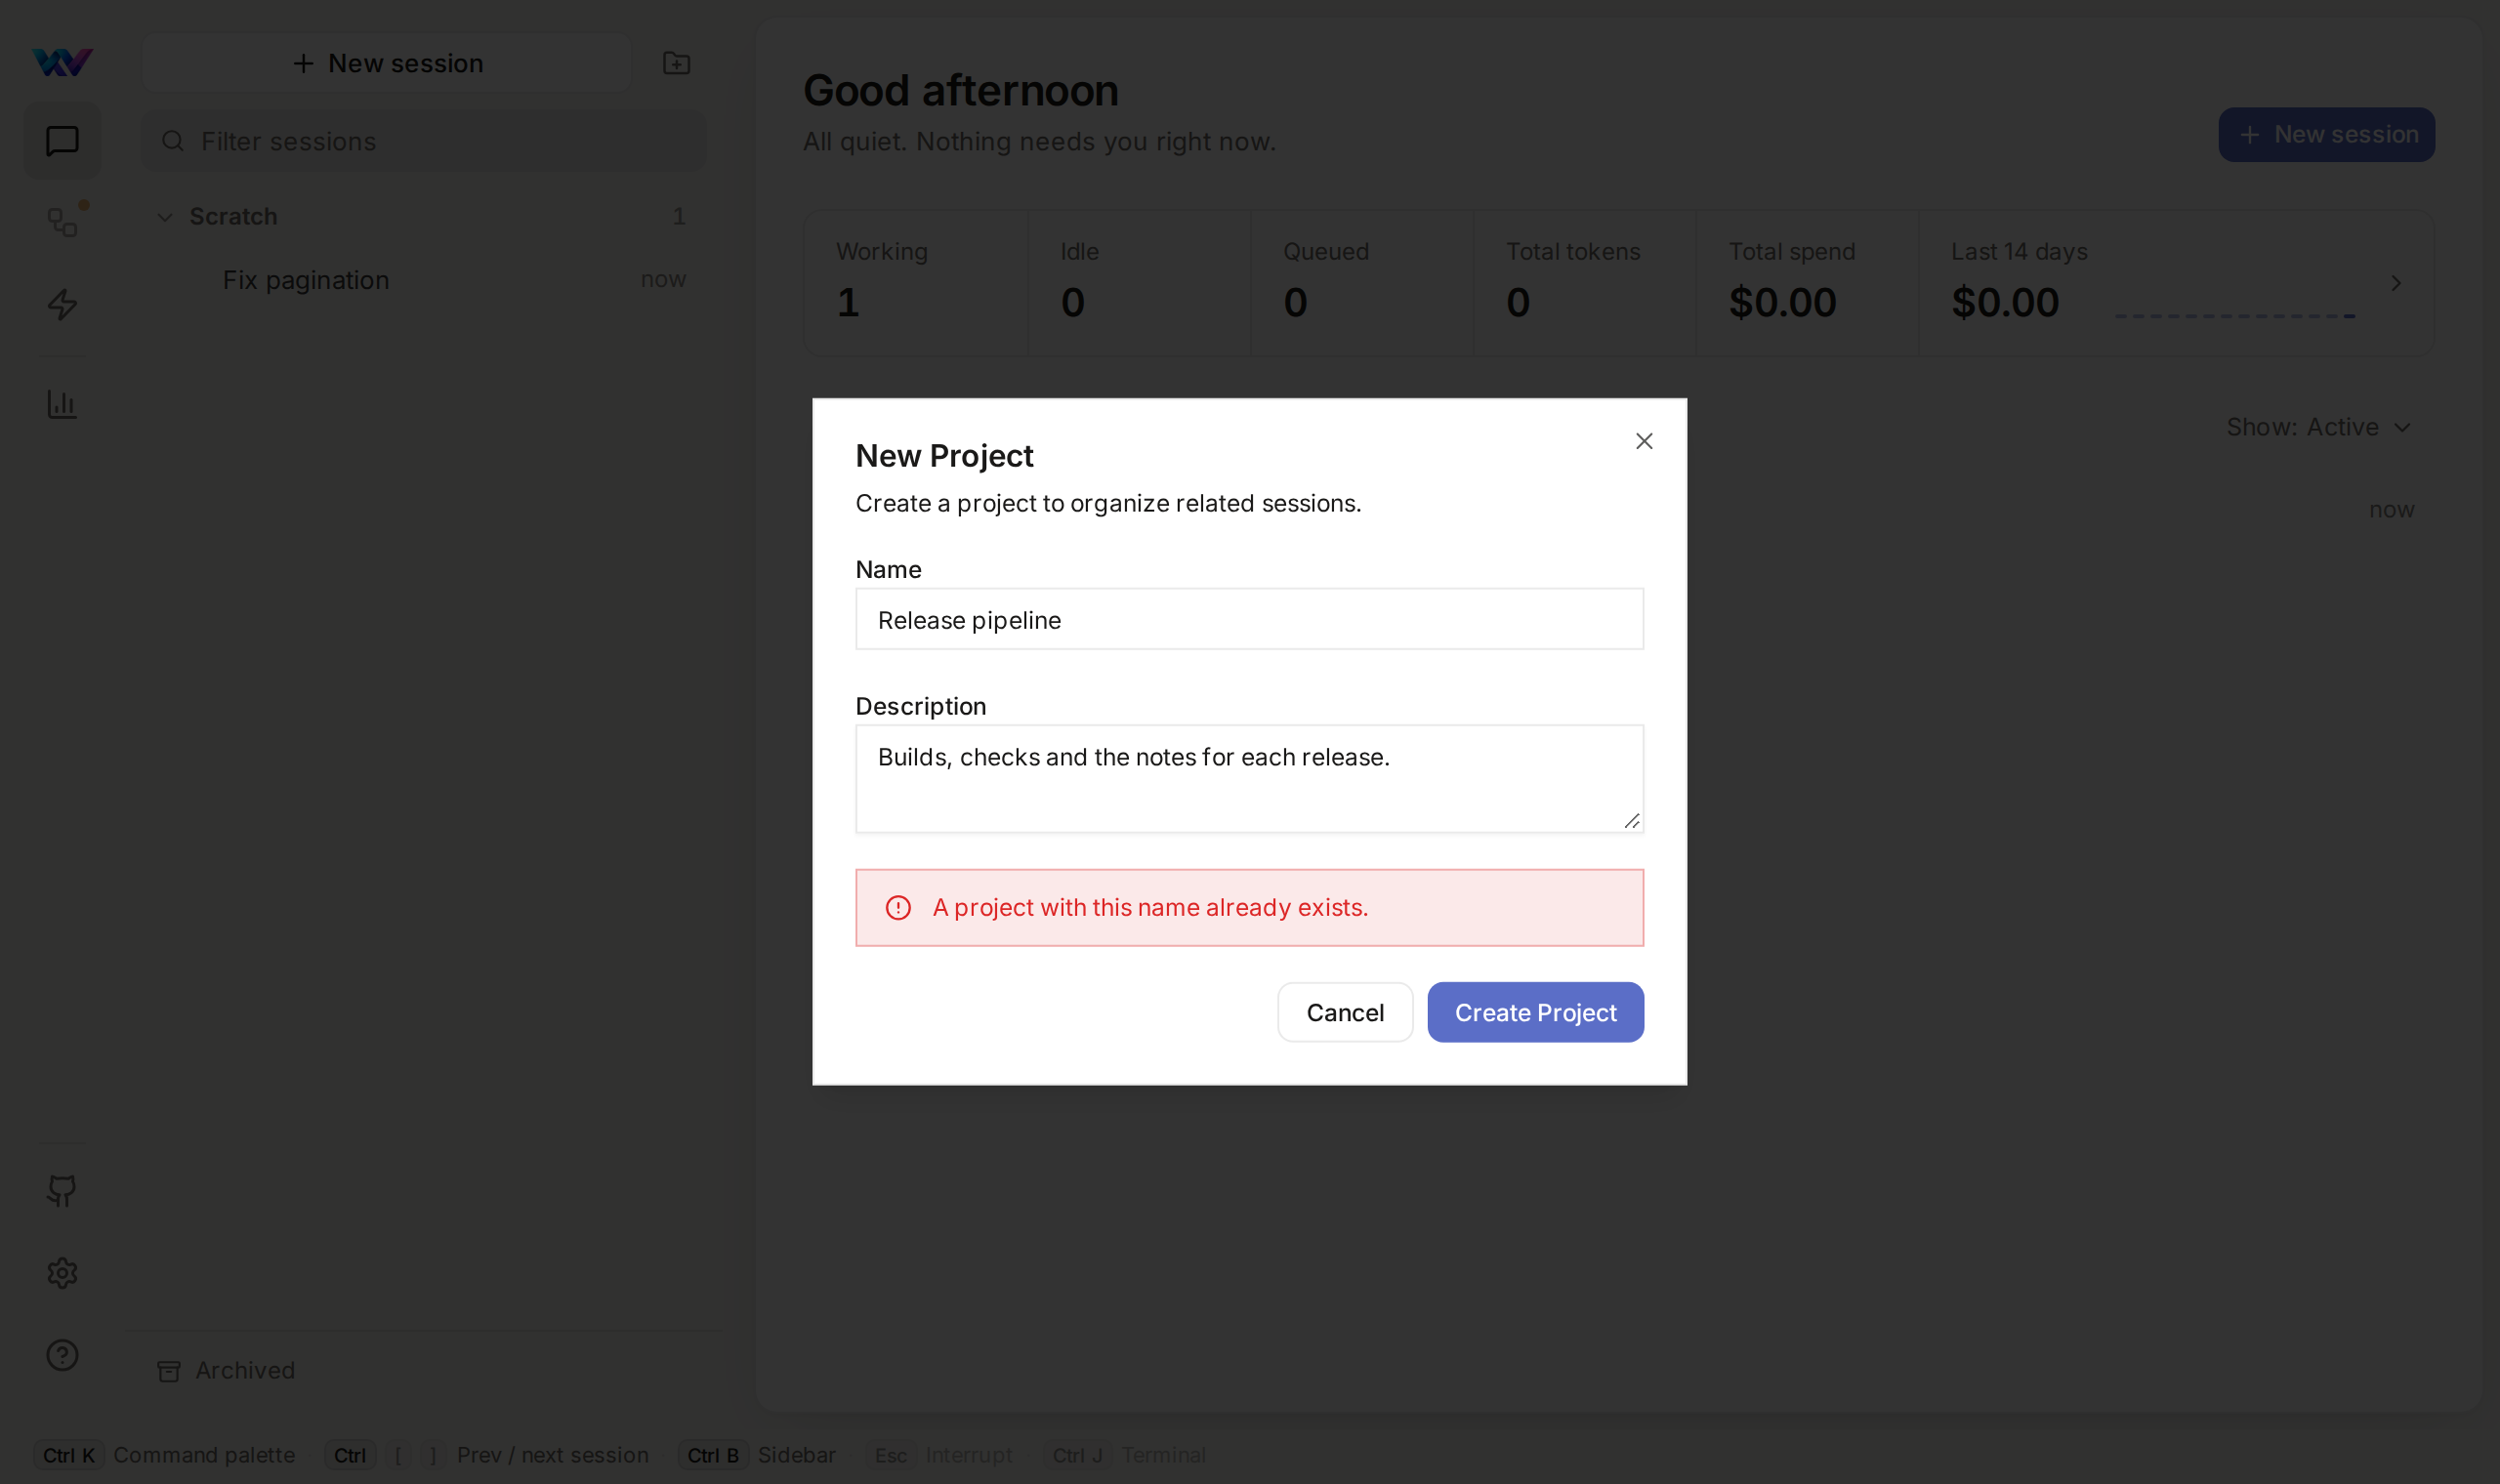 New session
Filter sessions
Scratch 1
Fix pagination now
Archived
Good afternoon
All quiet. Nothing needs you right now.
New session
Working Idle Queued Total tokens Total spend Last 14 days
1 0 0 0 $0.00 $0.00
Show: Active
now
New Project
Create a project to organize related sessions.
Name
Release pipeline
Description
Builds, checks and the notes for each release.
A project with this name already exists.
Cancel Create Project
Ctrl K Command palette Ctrl [ ] Prev / next session Ctrl B Sidebar Esc Interrupt Ctrl J Terminal